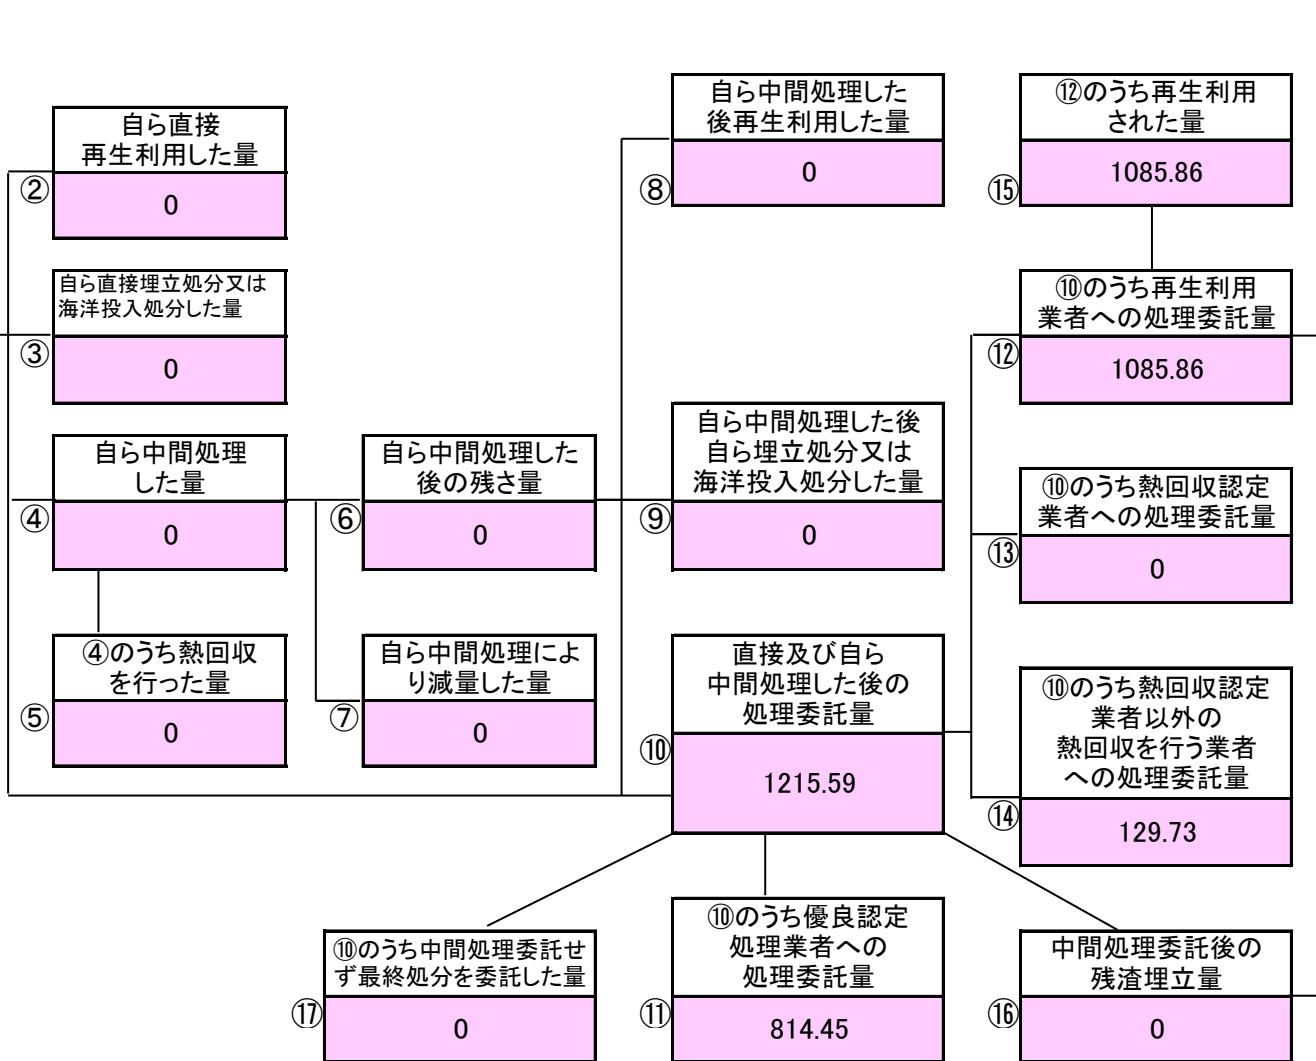 自ら直接
再生利用した量
②
0
自ら直接埋立処分又は
海洋投入処分した量
③
0
自ら中間処理
した量
④
0
④のうち熱回収
を行った量
⑤
0
自ら中間処理した
後の残さ量
⑥
0
自ら中間処理によ
り減量した量
⑦
0
自ら中間処理した
後再生利用した量
⑧
0
自ら中間処理した後
自ら埋立処分又は
海洋投入処分した量
⑨
0
直接及び自ら
中間処理した後の
処理委託量
⑩
1215.59
⑩のうち優良認定
処理業者への
処理委託量
⑪
814.45
⑫のうち再生利用
された量
⑮
1085.86
⑩のうち再生利用
業者への処理委託量
⑫
1085.86
⑩のうち熱回収認定
業者への処理委託量
⑬
0
⑩のうち熱回収認定
業者以外の
熱回収を行う業者
への処理委託量
⑭
129.73
⑩のうち中間処理委託せ
ず最終処分を委託した量
⑰
0
中間処理委託後の
残渣埋立量
⑯
0